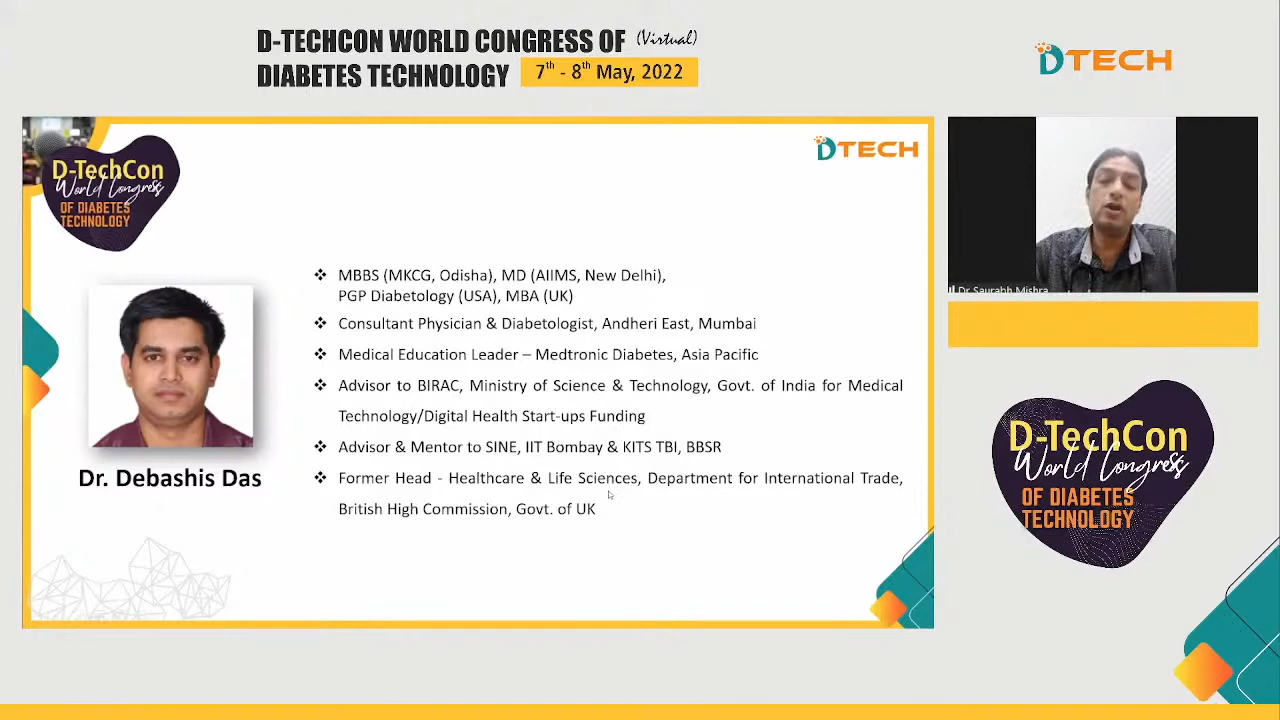 D-TECHCON WORLD CONGRESS OF (Virtual)
DIABETES TECHNOLOGY 7th - 8th May, 2022
DTECH
D-TechCon
World Congress
OF DIABETES
TECHNOLOGY
DTECH
❖ MBBS (MKCG, Odisha), MD (AIIMS, New Delhi),
PGP Diabetology (USA), MBA (UK)
❖ Consultant Physician & Diabetologist, Andheri East, Mumbai
❖ Medical Education Leader – Medtronic Diabetes, Asia Pacific
❖ Advisor to BIRAC, Ministry of Science & Technology, Govt. of India for Medical
Technology/Digital Health Start-ups Funding
❖ Advisor & Mentor to SINE, IIT Bombay & KITS TBI, BBSR
❖ Former Head - Healthcare & Life Sciences, Department for International Trade,
British High Commission, Govt. of UK
Dr. Debashis Das
Dr Saurabh Mishra
D-TechCon
World Congress
OF DIABETES
TECHNOLOGY